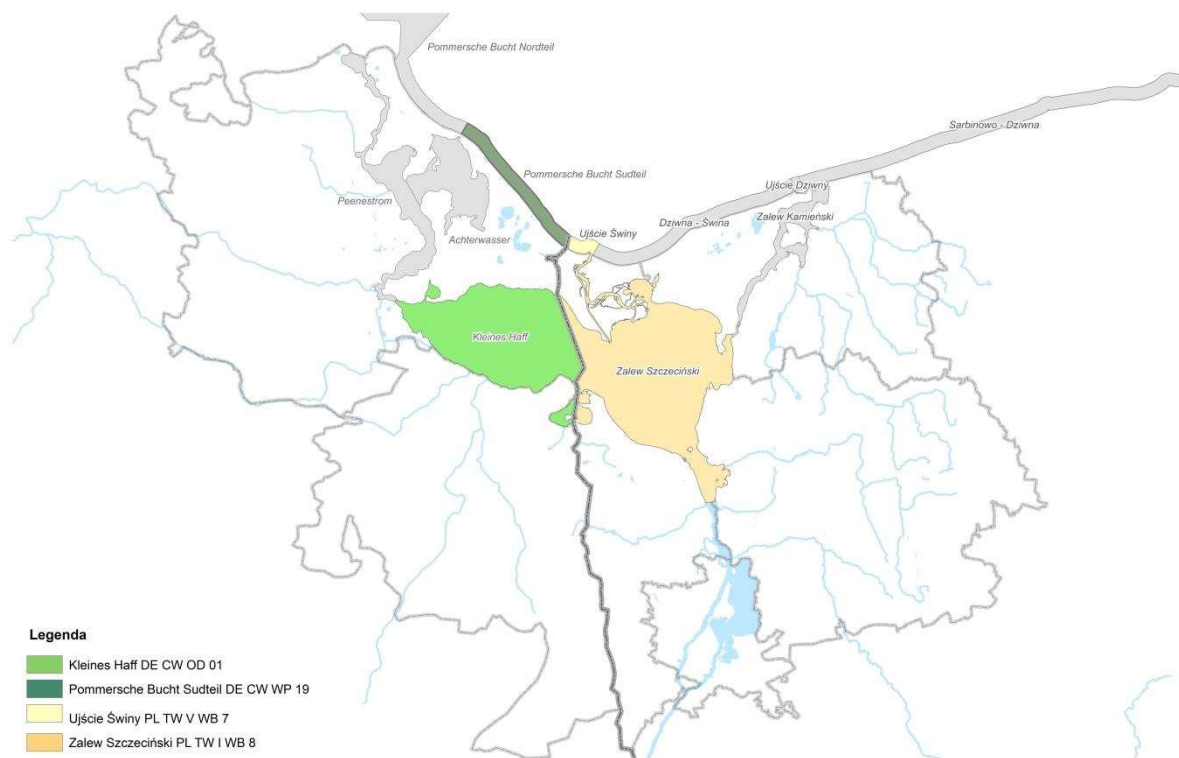 Pommersche Bucht Nordteil
Sarbinowo - Dziwna
Pommersche Bucht Sudteil
Ujście Dziwny
Peenestrom
Zalew Kamieński
Dziwna - Świna
Ujście Świny
Achterwasser
Kleines Haff
Zalew Szczeciński
Legenda
Kleines Haff DE CW OD 01
Pommersche Bucht Sudteil DE CW WP 19
Ujście Świny PL TW V WB 7
Zalew Szczeciński PL TW I WB 8